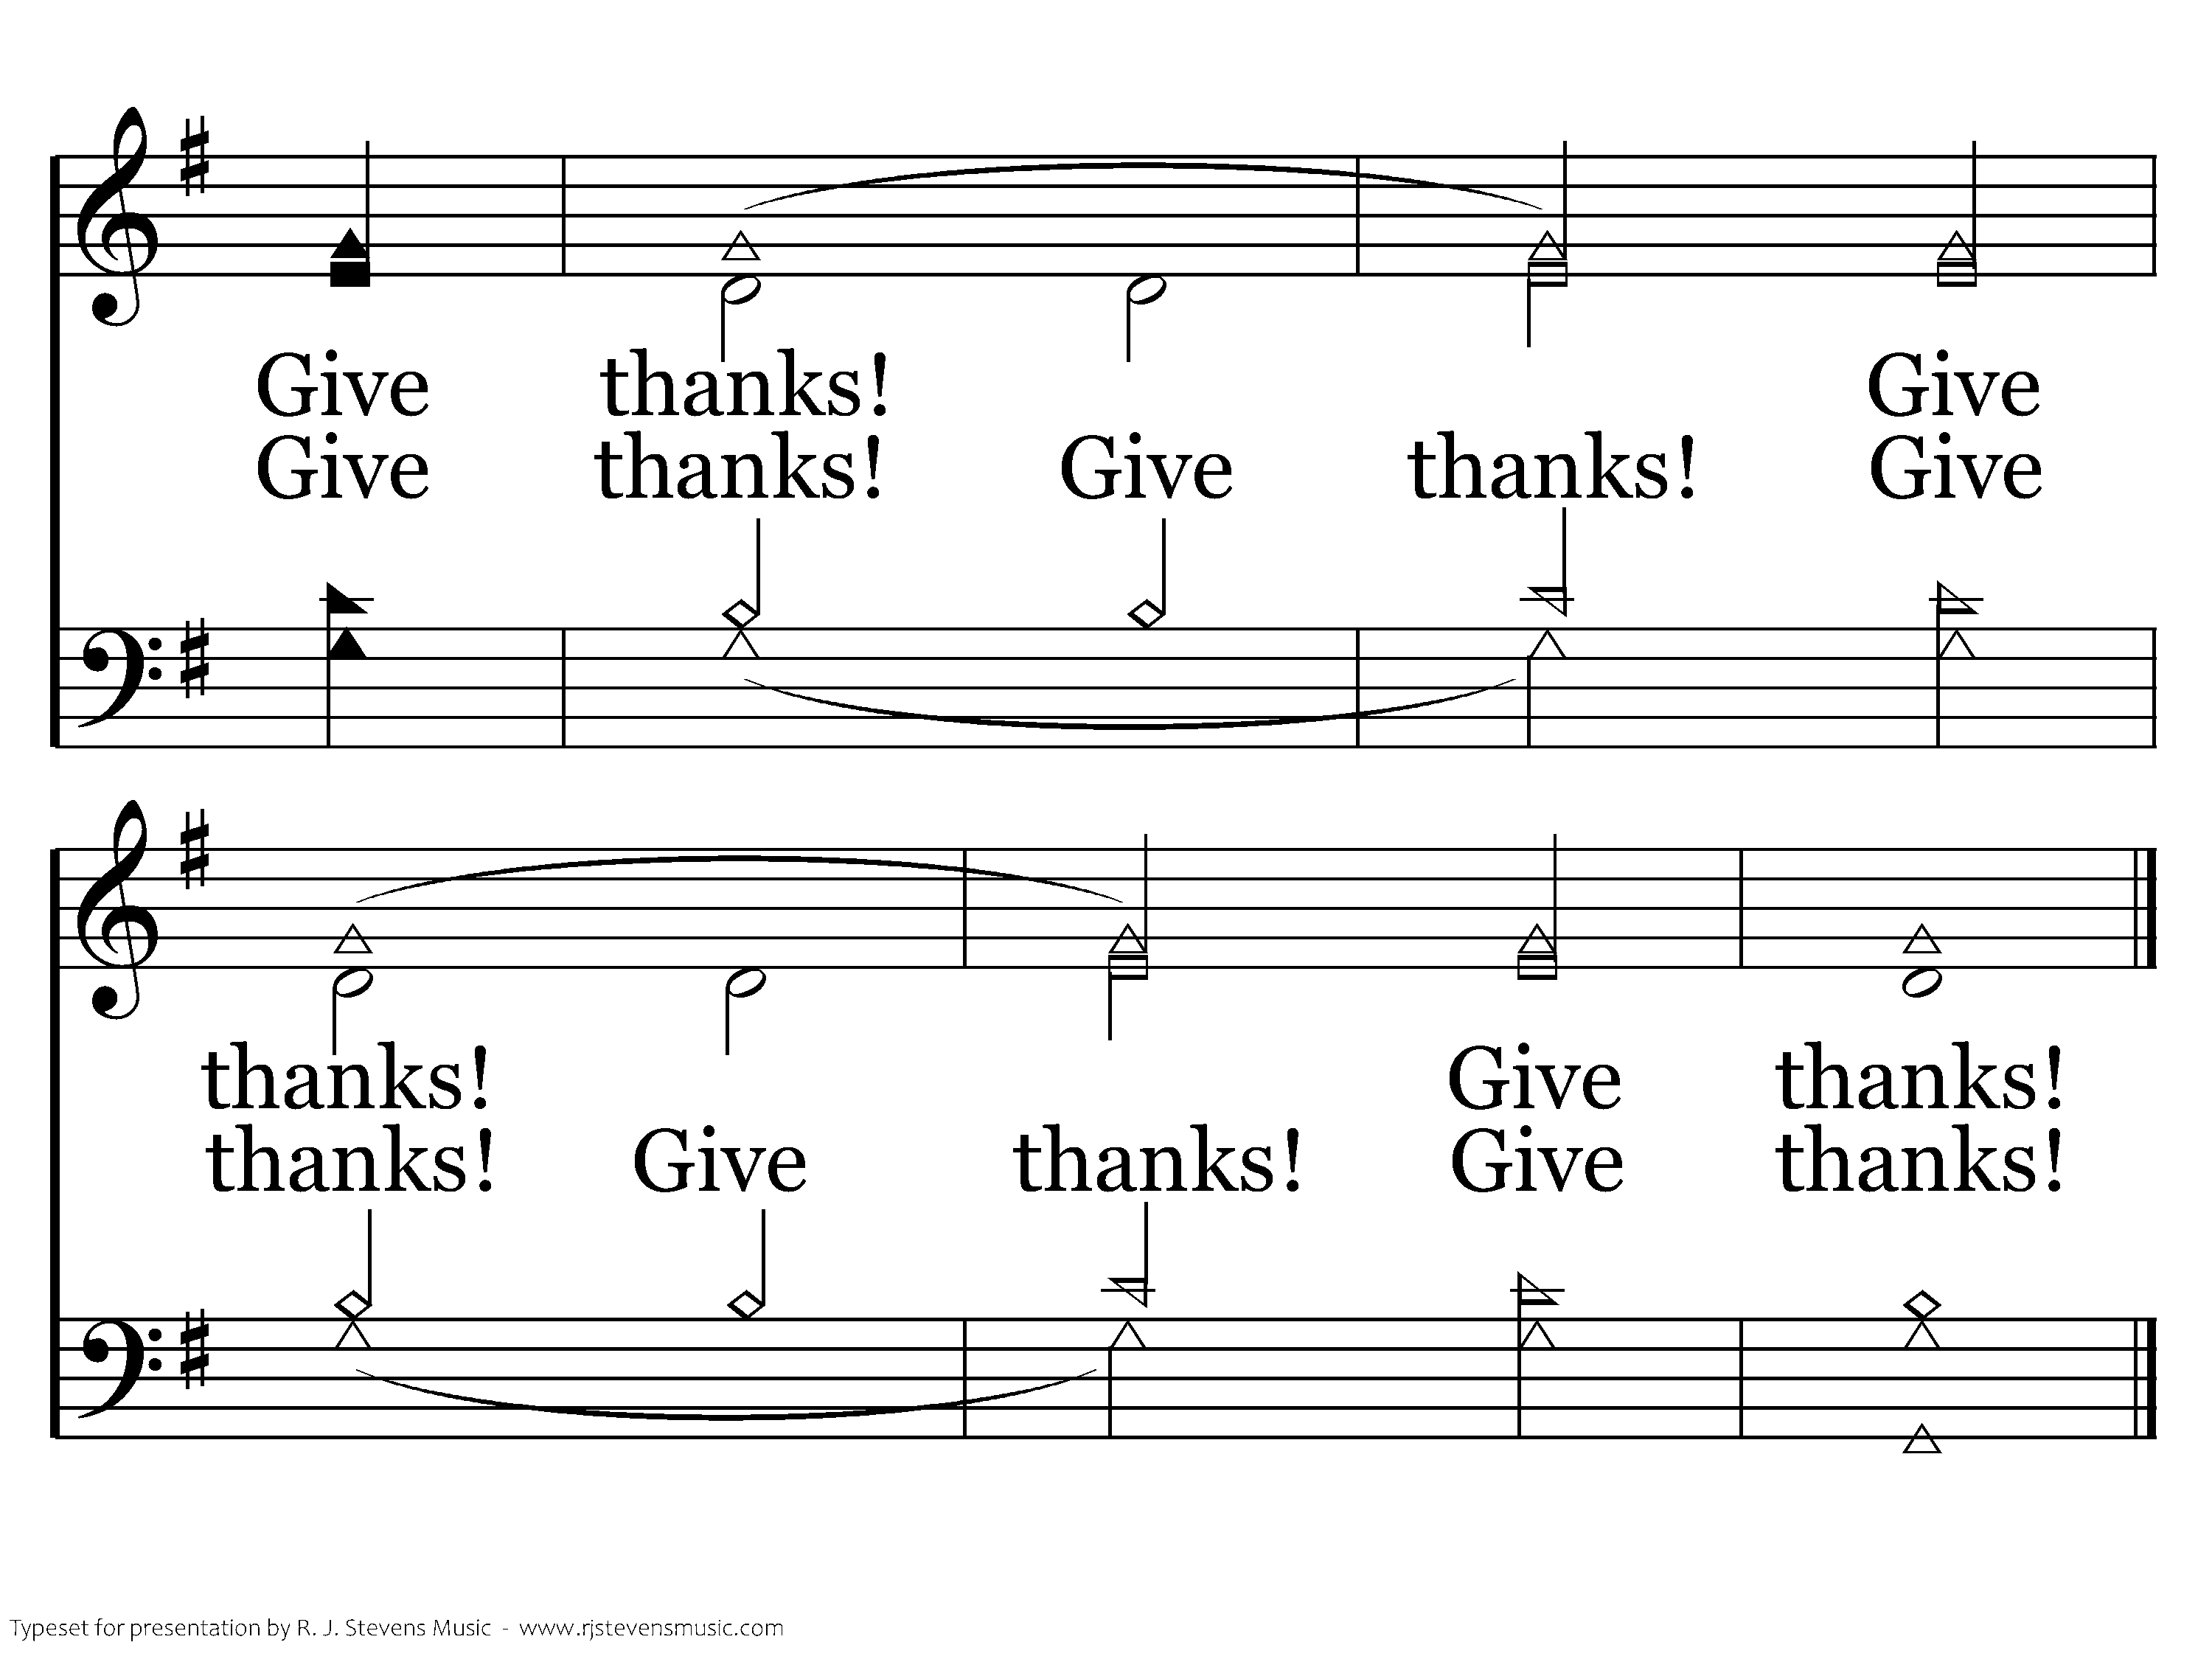 Give thanks! Give
Give thanks! Give thanks! Give
thanks! Give thanks!
thanks! Give thanks! Give thanks!
Typeset for presentation by R. J. Stevens Music - www.rjstevensmusic.com